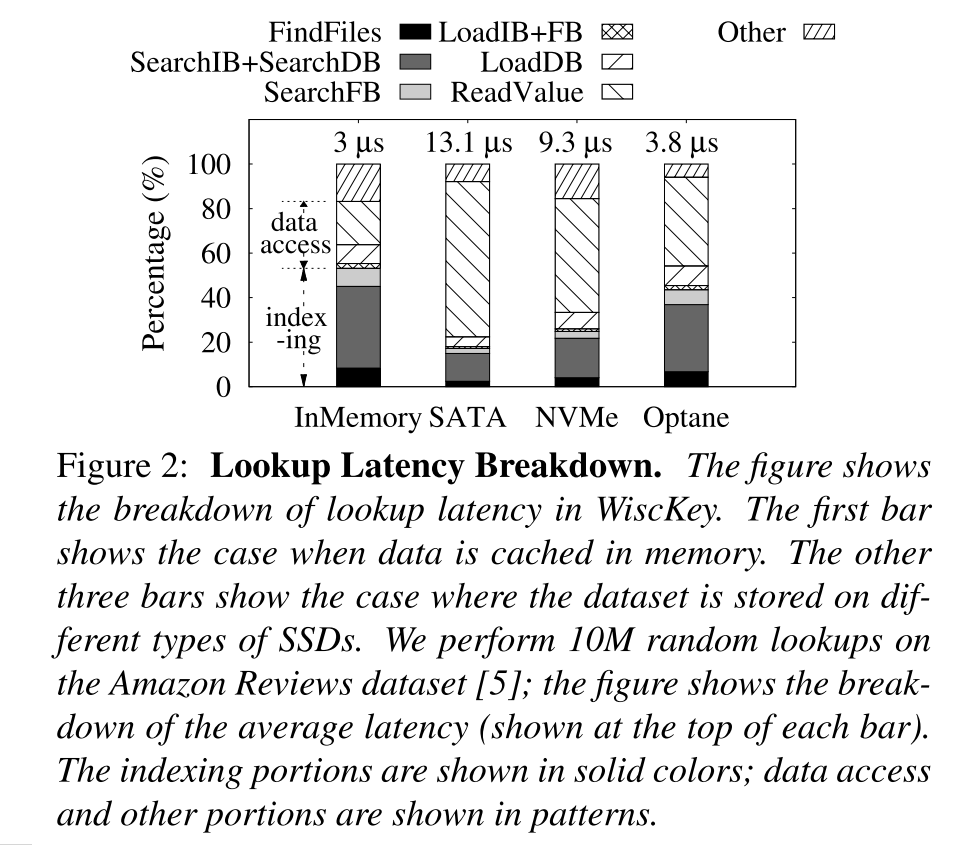 FindFiles LoadIB+FB Other
SearchIB+SearchDB LoadDB
SearchFB ReadValue
3 μs 13.1 μs 9.3 μs 3.8 μs
100
80
60
40
20
0
Percentage (%)
data
access
index
-ing
InMemory SATA NVMe Optane
Figure 2: Lookup Latency Breakdown. The figure shows
the breakdown of lookup latency in WiscKey. The first bar
shows the case when data is cached in memory. The other
three bars show the case where the dataset is stored on dif-
ferent types of SSDs. We perform 10M random lookups on
the Amazon Reviews dataset [5]; the figure shows the break-
down of the average latency (shown at the top of each bar).
The indexing portions are shown in solid colors; data access
and other portions are shown in patterns.